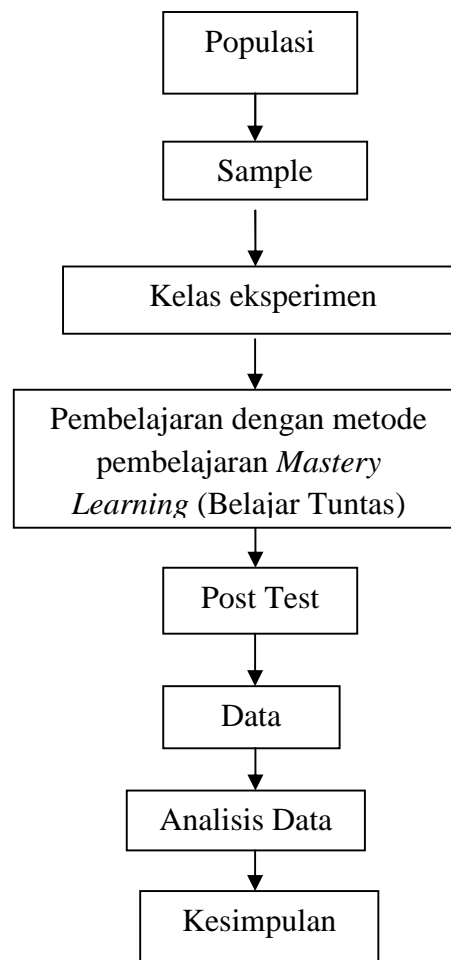 Populasi
Sample
Kelas eksperimen
Pembelajaran dengan metode
pembelajaran Mastery
Learning (Belajar Tuntas)
Post Test
Data
Analisis Data
Kesimpulan